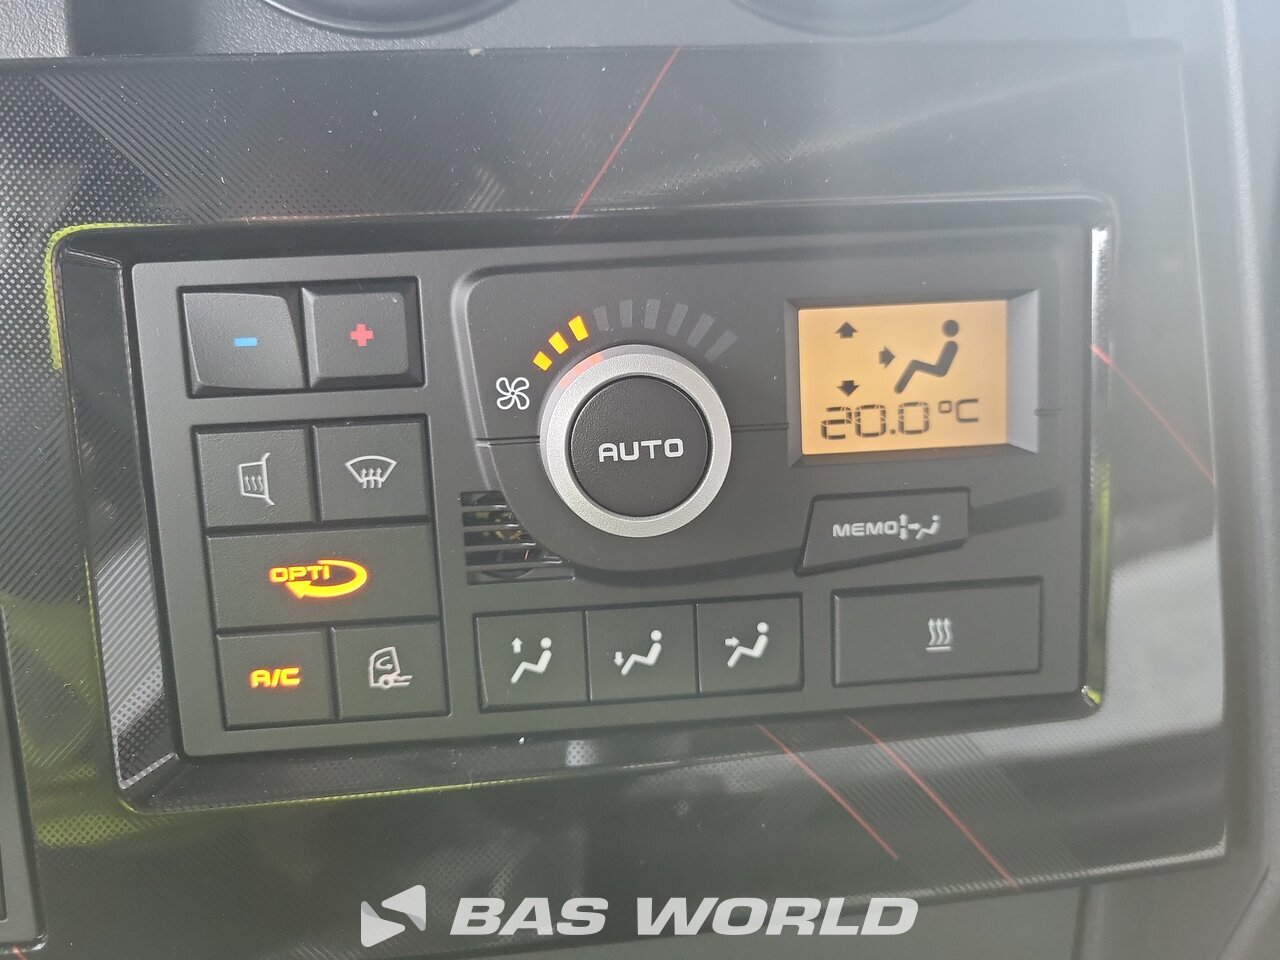 - +
AUTO
20.0°C
MEMO
OPTI
A/C
C
BAS WORLD